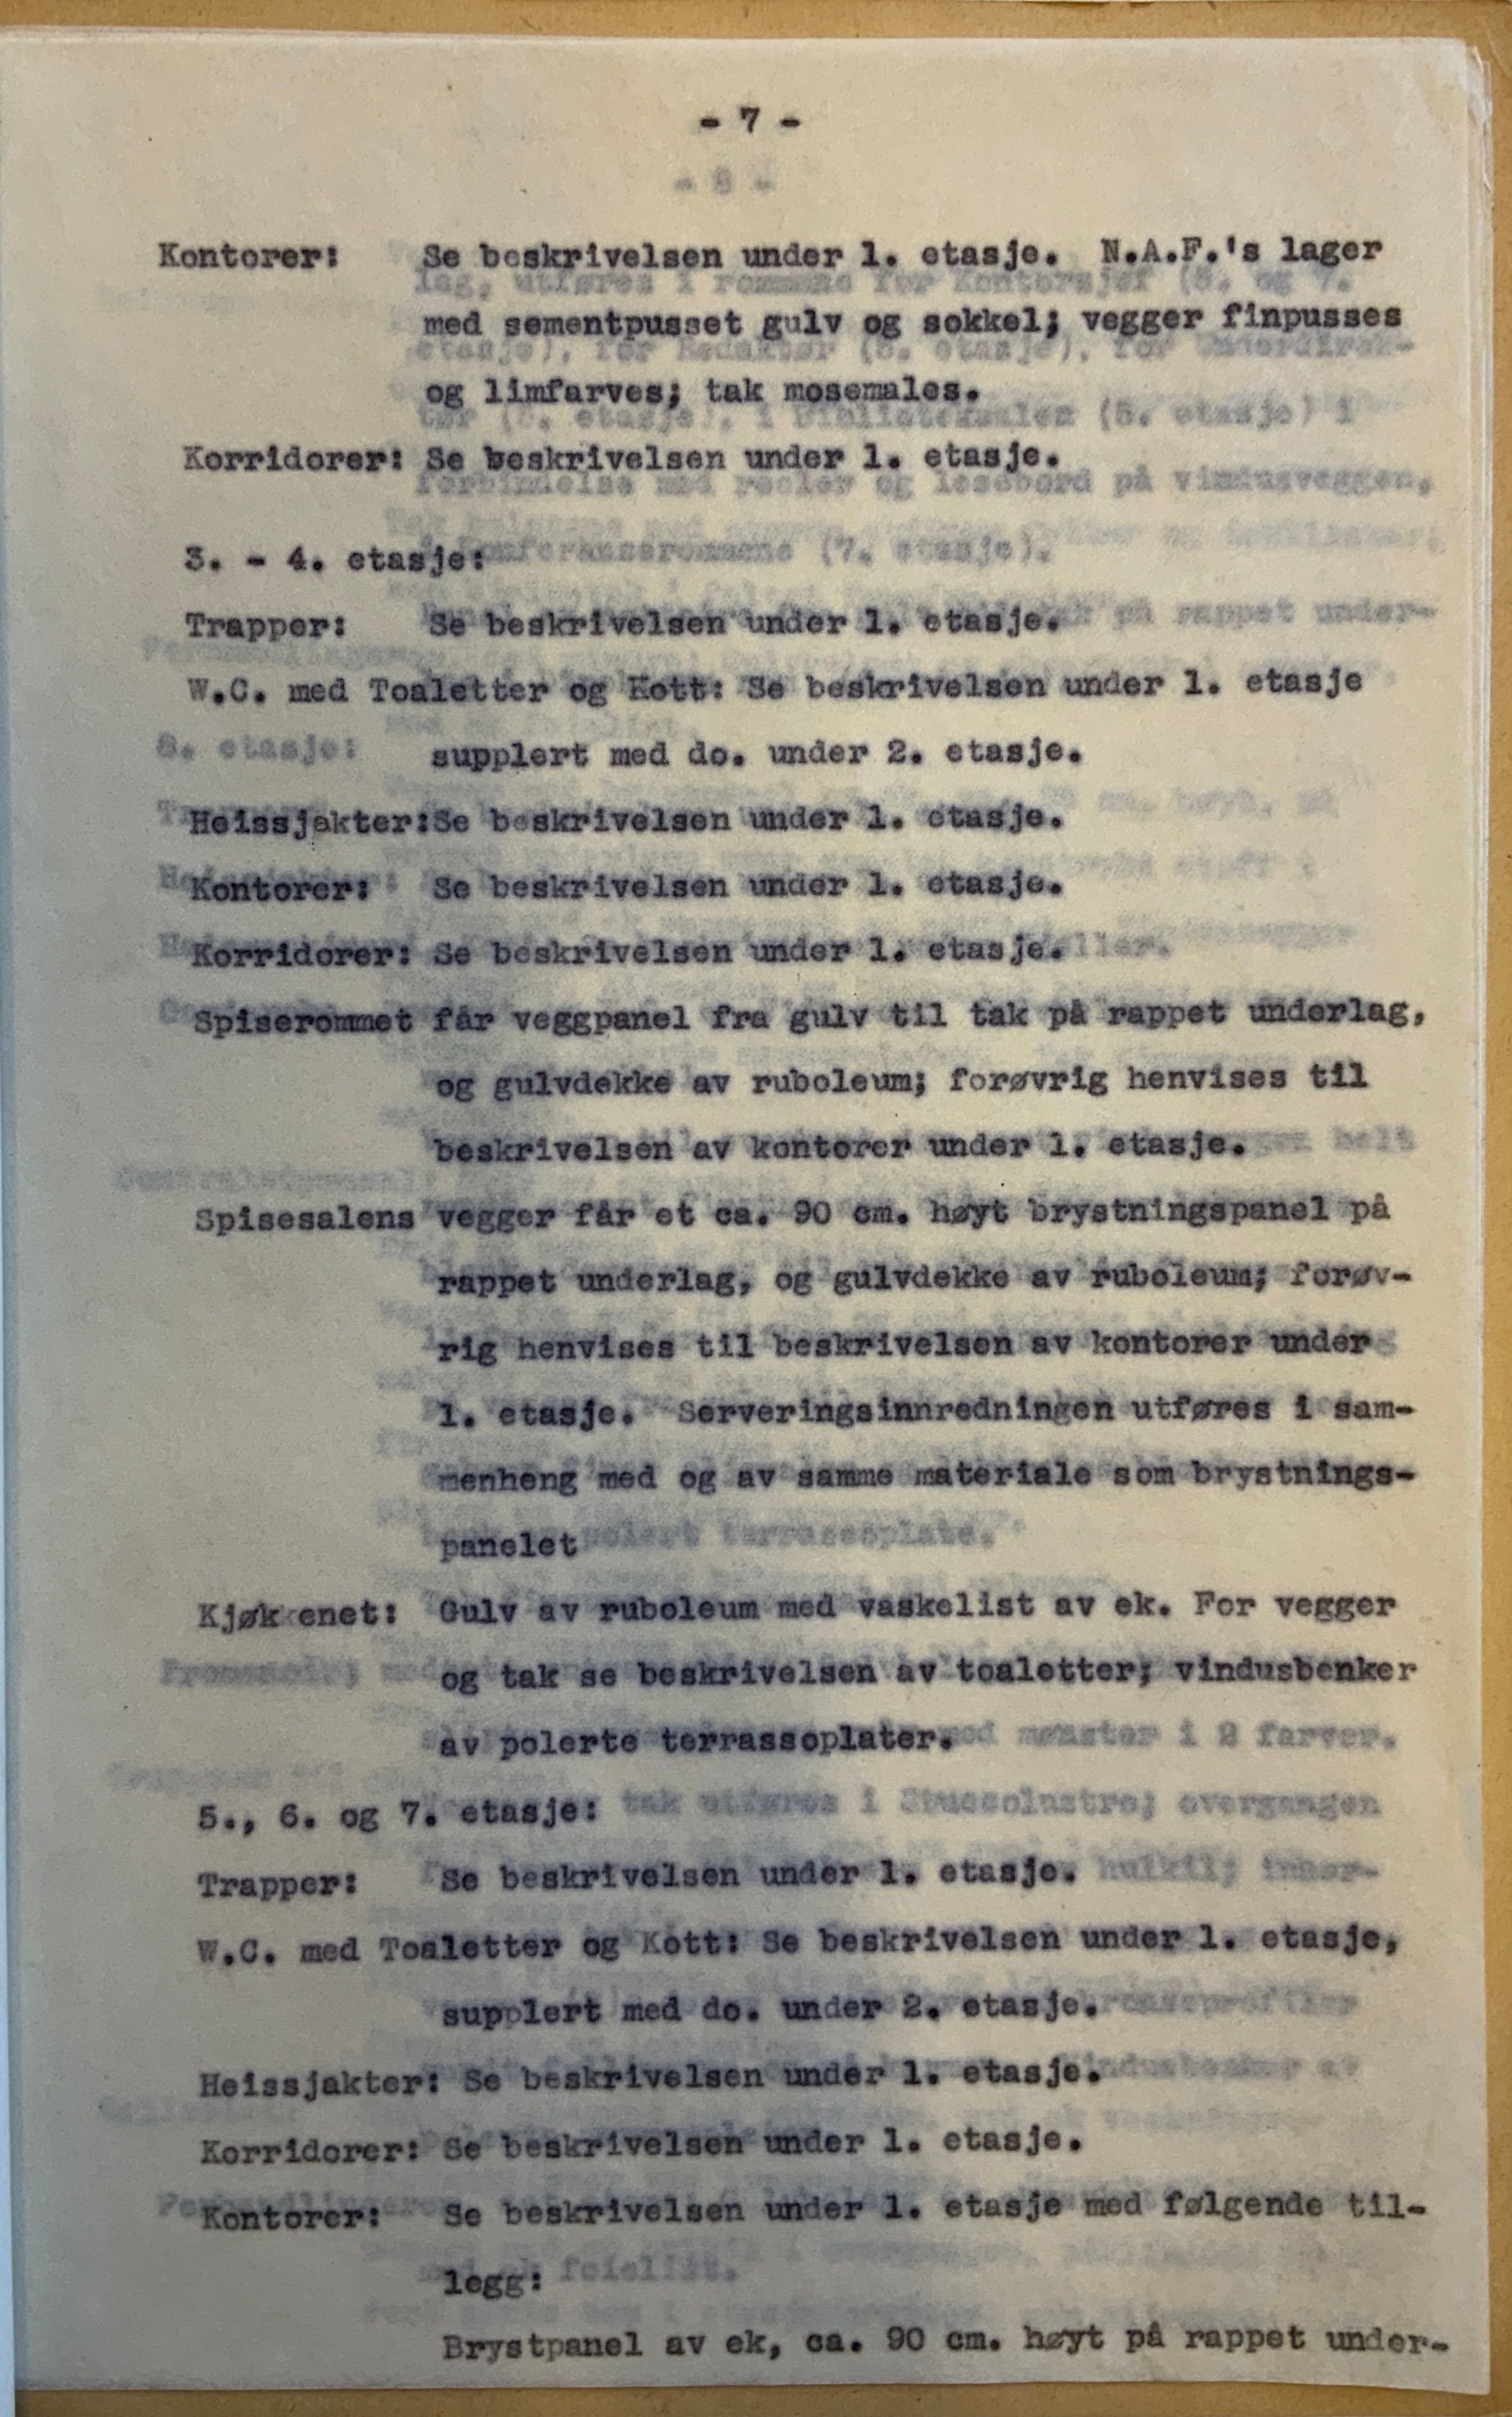 - 7 -
Kontorer: Se beskrivelsen under 1. etasje. N.A.F.'s lager
med sementpusset gulv og sokkel; vegger finpusses
og limfarves; tak mosemales.
Korridorer: Se beskrivelsen under 1. etasje.
3. - 4. etasje:
Trapper: Se beskrivelsen under 1. etasje.
W.C. med Toaletter og Kott: Se beskrivelsen under 1. etasje
supplert med do. under 2. etasje.
Heissjakter:Se beskrivelsen under 1. etasje.
Kontorer: Se beskrivelsen under 1. etasje.
Korridorer: Se beskrivelsen under 1. etasje.
Spiserommet får veggpanel fra gulv til tak på rappet underlag,
og gulvdekke av ruboleum; forøvrig henvises til
beskrivelsen av kontorer under 1. etasje.
Spisesalens vegger får et ca. 90 cm. høyt brystningspanel på
rappet underlag, og gulvdekke av ruboleum; forøv-
rig henvises til beskrivelsen av kontorer under
1. etasje. Serveringsinnredningen utføres i sam-
menheng med og av samme materiale som brystnings-
panelet
Kjøkkenet: Gulv av ruboleum med vaskelist av ek. For vegger
og tak se beskrivelsen av toaletter; vindusbenker
av polerte terrassoplater.
5., 6. og 7. etasje:
Trapper: Se beskrivelsen under 1. etasje.
W.C. med Toaletter og Kott: Se beskrivelsen under 1. etasje,
supplert med do. under 2. etasje.
Heissjakter: Se beskrivelsen under 1. etasje.
Korridorer: Se beskrivelsen under 1. etasje.
Kontorer: Se beskrivelsen under 1. etasje med følgende til-
legg:
Brystpanel av ek, ca. 90 cm. høyt på rappet under-